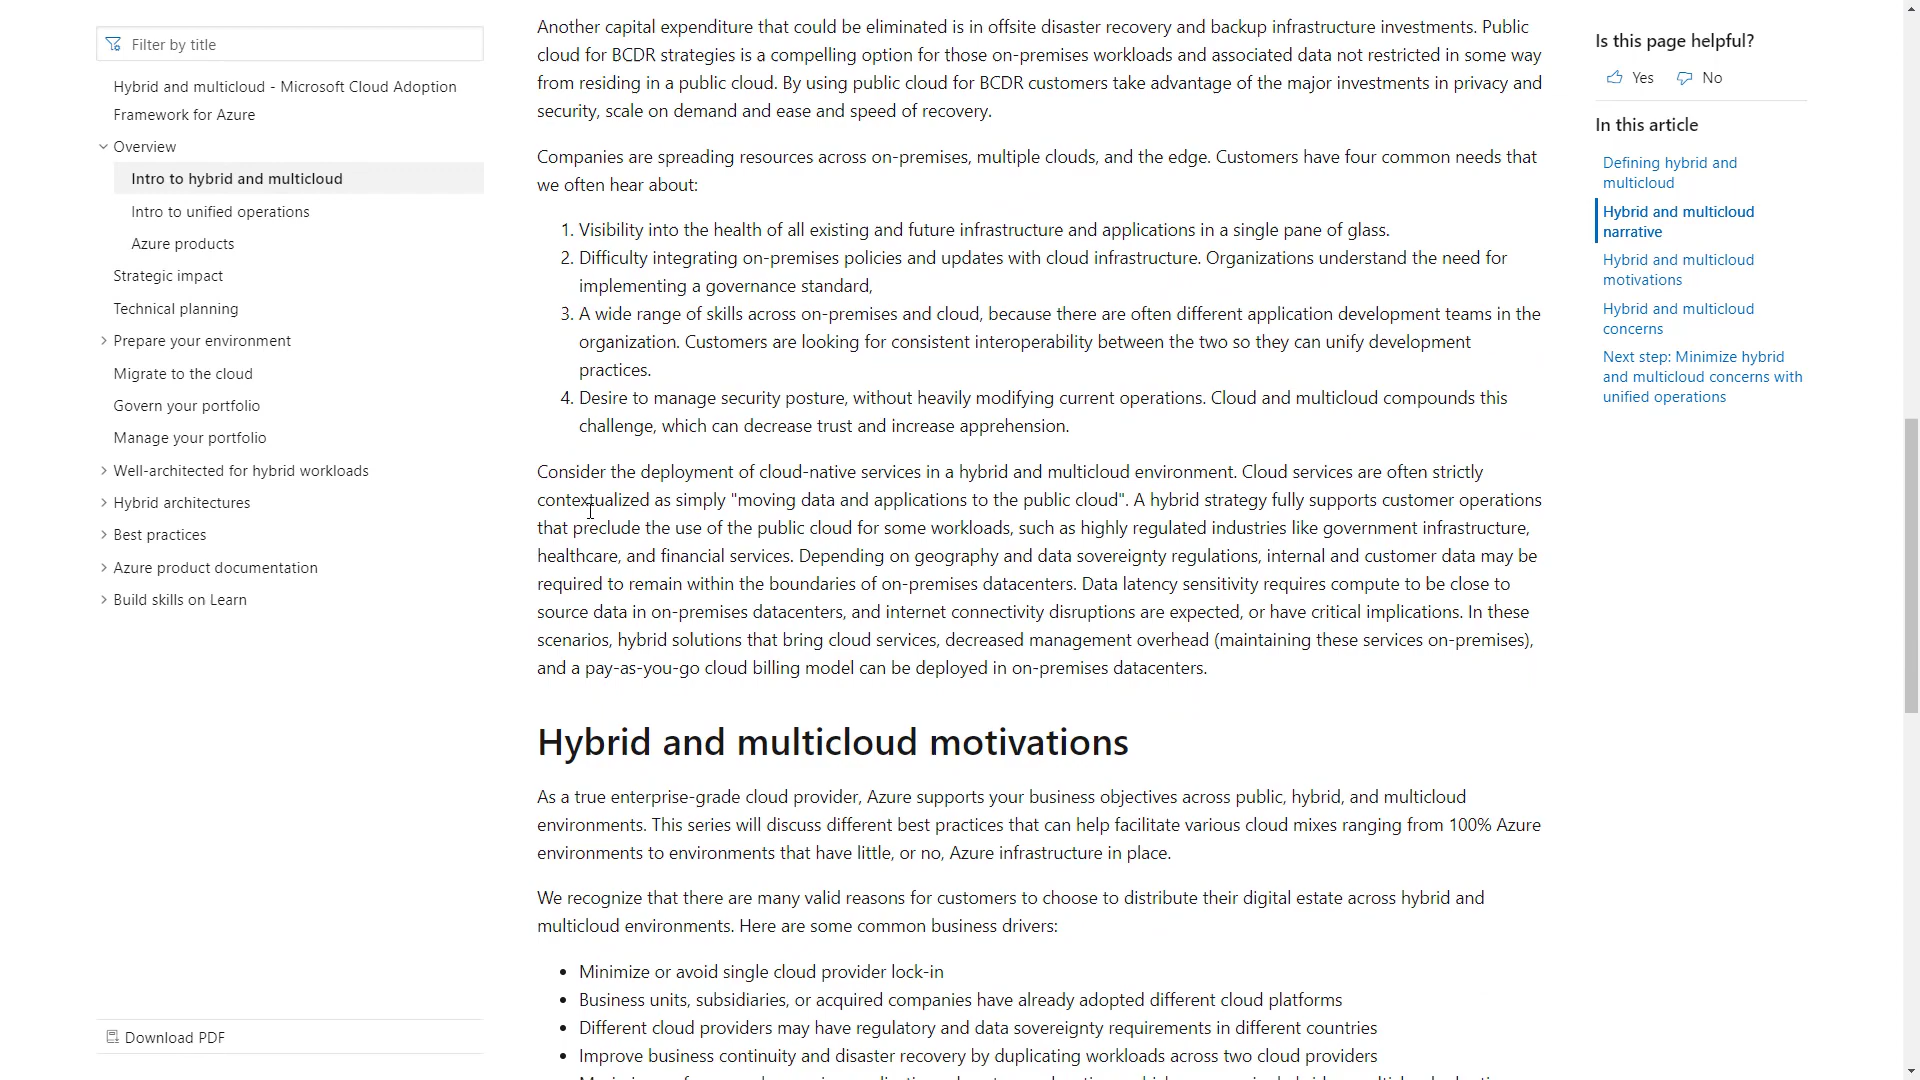 Filter by title
Hybrid and multicloud - Microsoft Cloud Adoption
Framework for Azure
Overview
Intro to hybrid and multicloud
Intro to unified operations
Azure products
Strategic impact
Technical planning
Prepare your environment
Migrate to the cloud
Govern your portfolio
Manage your portfolio
Well-architected for hybrid workloads
Hybrid architectures
Best practices
Azure product documentation
Build skills on Learn
Download PDF
Another capital expenditure that could be eliminated is in offsite disaster recovery and backup infrastructure investments. Public
cloud for BCDR strategies is a compelling option for those on-premises workloads and associated data not restricted in some way
from residing in a public cloud. By using public cloud for BCDR customers take advantage of the major investments in privacy and
security, scale on demand and ease and speed of recovery.
Companies are spreading resources across on-premises, multiple clouds, and the edge. Customers have four common needs that
we often hear about:
1. Visibility into the health of all existing and future infrastructure and applications in a single pane of glass.
2. Difficulty integrating on-premises policies and updates with cloud infrastructure. Organizations understand the need for
implementing a governance standard,
3. A wide range of skills across on-premises and cloud, because there are often different application development teams in the
organization. Customers are looking for consistent interoperability between the two so they can unify development
practices.
4. Desire to manage security posture, without heavily modifying current operations. Cloud and multicloud compounds this
challenge, which can decrease trust and increase apprehension.
Consider the deployment of cloud-native services in a hybrid and multicloud environment. Cloud services are often strictly
contextualized as simply "moving data and applications to the public cloud". A hybrid strategy fully supports customer operations
that preclude the use of the public cloud for some workloads, such as highly regulated industries like government infrastructure,
healthcare, and financial services. Depending on geography and data sovereignty regulations, internal and customer data may be
required to remain within the boundaries of on-premises datacenters. Data latency sensitivity requires compute to be close to
source data in on-premises datacenters, and internet connectivity disruptions are expected, or have critical implications. In these
scenarios, hybrid solutions that bring cloud services, decreased management overhead (maintaining these services on-premises),
and a pay-as-you-go cloud billing model can be deployed in on-premises datacenters.
Hybrid and multicloud motivations
As a true enterprise-grade cloud provider, Azure supports your business objectives across public, hybrid, and multicloud
environments. This series will discuss different best practices that can help facilitate various cloud mixes ranging from 100% Azure
environments to environments that have little, or no, Azure infrastructure in place.
We recognize that there are many valid reasons for customers to choose to distribute their digital estate across hybrid and
multicloud environments. Here are some common business drivers:
• Minimize or avoid single cloud provider lock-in
• Business units, subsidiaries, or acquired companies have already adopted different cloud platforms
• Different cloud providers may have regulatory and data sovereignty requirements in different countries
• Improve business continuity and disaster recovery by duplicating workloads across two cloud providers
Is this page helpful?
Yes No
In this article
Defining hybrid and
multicloud
Hybrid and multicloud
narrative
Hybrid and multicloud
motivations
Hybrid and multicloud
concerns
Next step: Minimize hybrid
and multicloud concerns with
unified operations